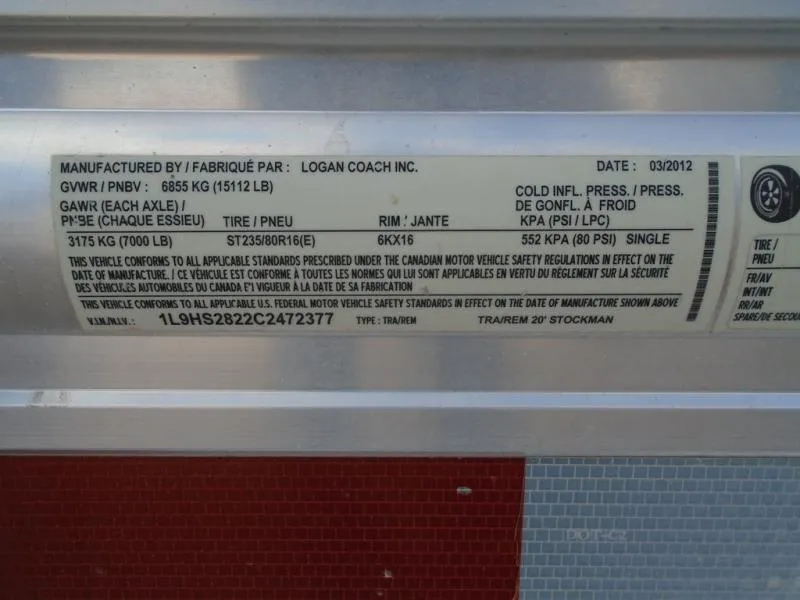 MANUFACTURED BY / FABRIQUÉ PAR : LOGAN COACH INC. DATE : 03/2012
GVWR / PNBV : 6855 KG (15112 LB)
GAWR (EACH AXLE) / COLD INFL. PRESS. / PRESS.
PNBE (CHAQUE ESSIEU) TIRE / PNEU RIM / JANTE DE GONFL. À FROID
KPA (PSI / LPC)
3175 KG (7000 LB) ST235/80R16(E) 6KX16 552 KPA (80 PSI) SINGLE
THIS VEHICLE CONFORMS TO ALL APPLICABLE STANDARDS PRESCRIBED UNDER THE CANADIAN MOTOR VEHICLE SAFETY REGULATIONS IN EFFECT ON THE
DATE OF MANUFACTURE. / CE VÉHICULE EST CONFORME À TOUTES LES NORMES QUI LUI SONT APPLICABLES EN VERTU DU RÈGLEMENT SUR LA SÉCURITÉ
DES VÉHICULES AUTOMOBILES DU CANADA EN VIGUEUR À LA DATE DE SA FABRICATION
THIS VEHICLE CONFORMS TO ALL APPLICABLE U.S. FEDERAL MOTOR VEHICLE SAFETY STANDARDS IN EFFECT ON THE DATE OF MANUFACTURE SHOWN ABOVE
V.I.N./N.I.V. : 1L9HS2822C2472377 TYPE : TRA/REM TRA/REM 20' STOCKMAN
TIRE /
PNEU
FR/AV
INT/INT
RR/AR
SPARE/DE SECOU
DOT-C2